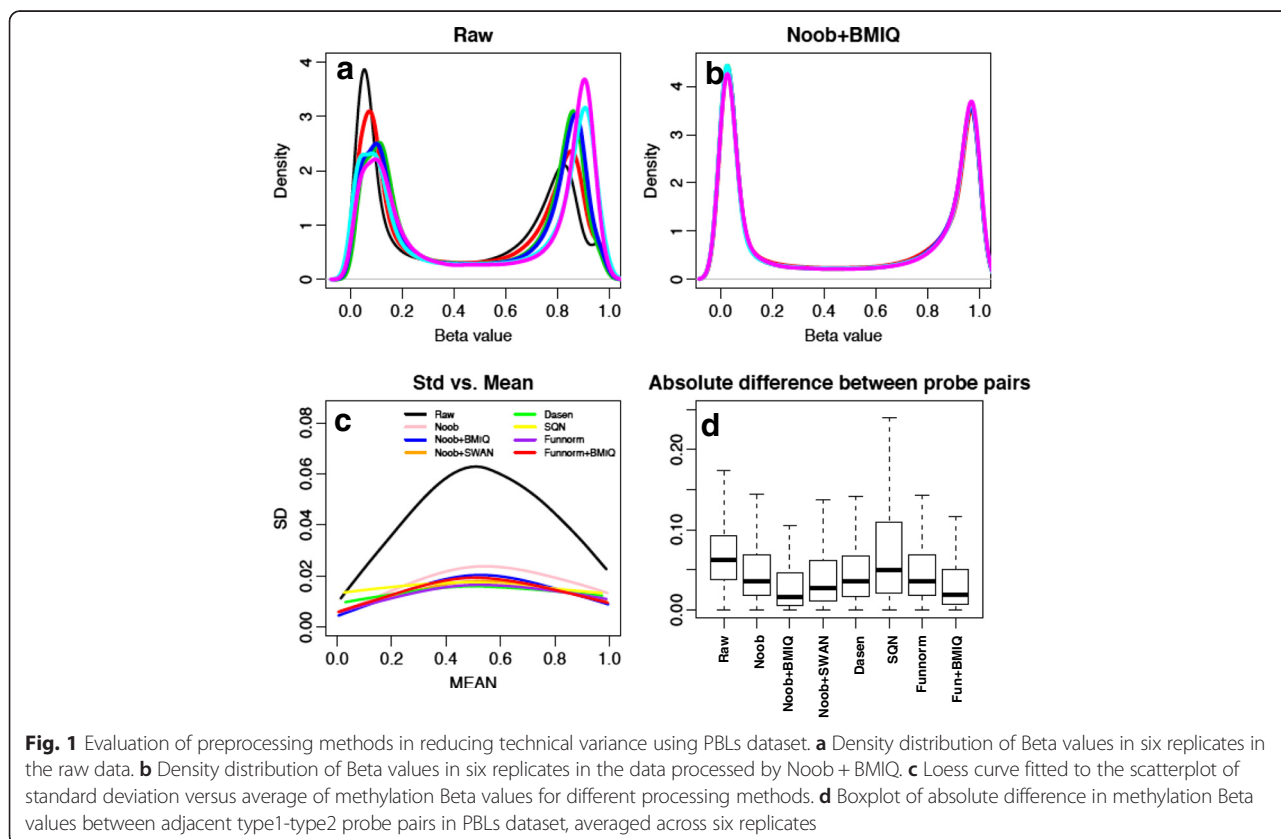 Raw
a
Density
0 1 2 3 4
0.0 0.2 0.4 0.6 0.8 1.0
Beta value
Noob+BMIQ
b
Density
0 1 2 3 4
0.0 0.2 0.4 0.6 0.8 1.0
Beta value
Std vs. Mean
c
Raw
Noob
Noob+BMIQ
Noob+SWAN
Dasen
SQN
Funnorm
Funnorm+BMIQ
SD
0.00 0.02 0.04 0.06 0.08
0.0 0.2 0.4 0.6 0.8 1.0
MEAN
Absolute difference between probe pairs
d
0.00 0.10 0.20
Raw
Noob
Noob+BMIQ
Noob+SWAN
Dasen
SQN
Funnorm
Fun+BMIQ
Fig. 1 Evaluation of preprocessing methods in reducing technical variance using PBLs dataset. a Density distribution of Beta values in six replicates in
the raw data. b Density distribution of Beta values in six replicates in the data processed by Noob + BMIQ. c Loess curve fitted to the scatterplot of
standard deviation versus average of methylation Beta values for different processing methods. d Boxplot of absolute difference in methylation Beta
values between adjacent type1-type2 probe pairs in PBLs dataset, averaged across six replicates